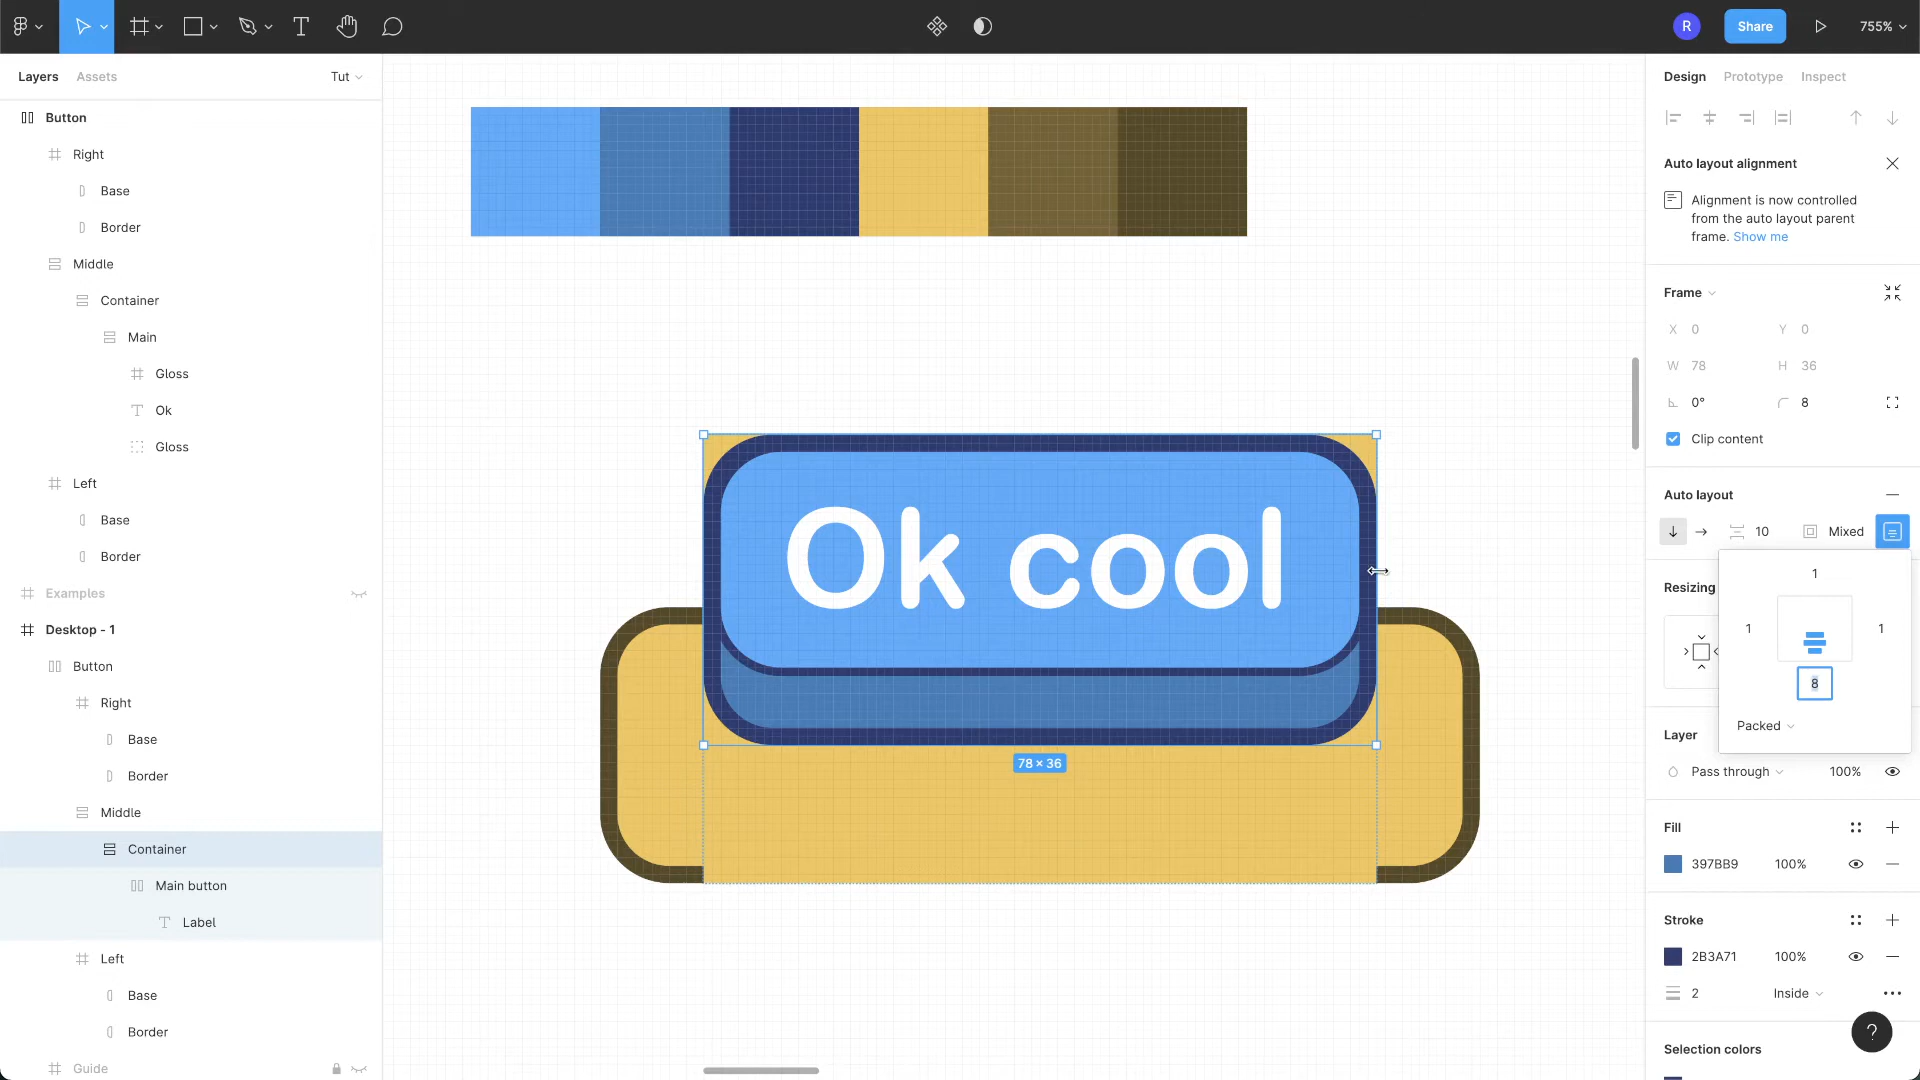 R
Share
755%
Layers
Assets
Tut
Button
Right
Base
Border
Middle
Container
Main
Gloss
Ok
Gloss
Left
Base
Border
Examples
Desktop - 1
Button
Right
Base
Border
Middle
Container
Main button
Label
Left
Base
Border
Guide
Ok cool
78 × 36
Design
Prototype
Inspect
Auto layout alignment
Alignment is now controlled
from the auto layout parent
frame. Show me
Frame
X 0
Y 0
W 78
H 36
0°
8
Clip content
Auto layout
10
Mixed
Resizing
1
1
1
8
Packed
Layer
Pass through
100%
Fill
397BB9
100%
Stroke
2B3A71
100%
2
Inside
?
Selection colors